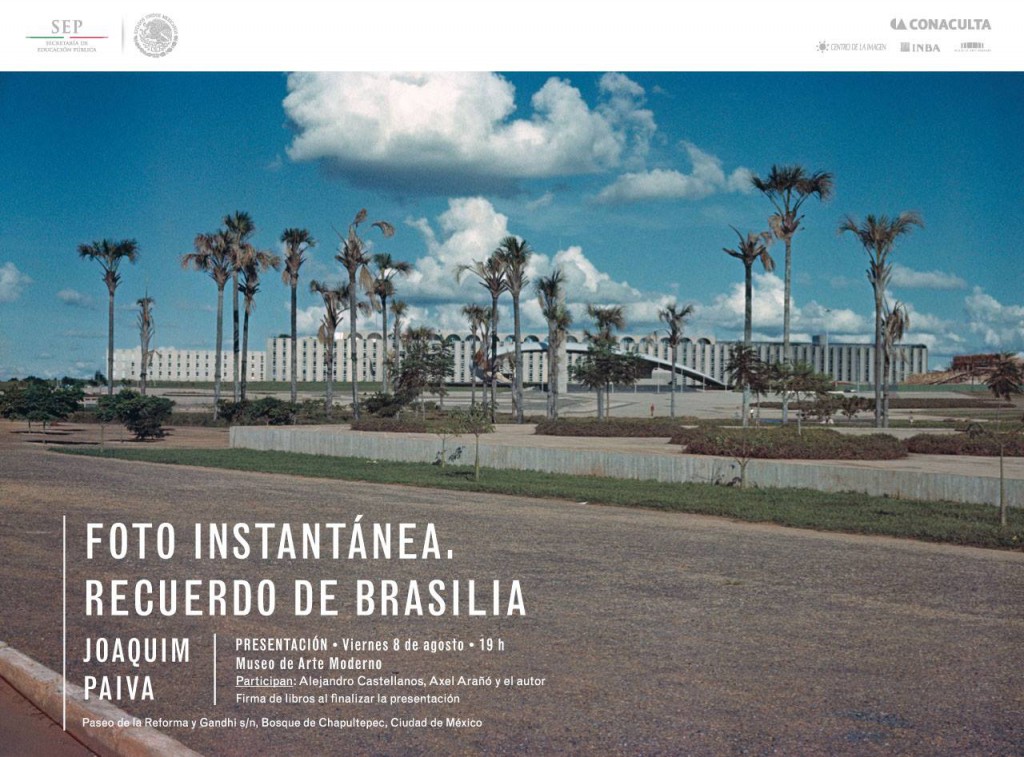 SEP
SECRETARÍA DE
EDUCACIÓN PÚBLICA
CONACULTA
CENTRO DE LA IMAGEN
INBA
FOTO INSTANTÁNEA.
RECUERDO DE BRASILIA
JOAQUIM
PAIVA
PRESENTACIÓN • Viernes 8 de agosto • 19 h
Museo de Arte Moderno
Participan: Alejandro Castellanos, Axel Arañó y el autor
Firma de libros al finalizar la presentación
Paseo de la Reforma y Gandhi s/n, Bosque de Chapultepec, Ciudad de México